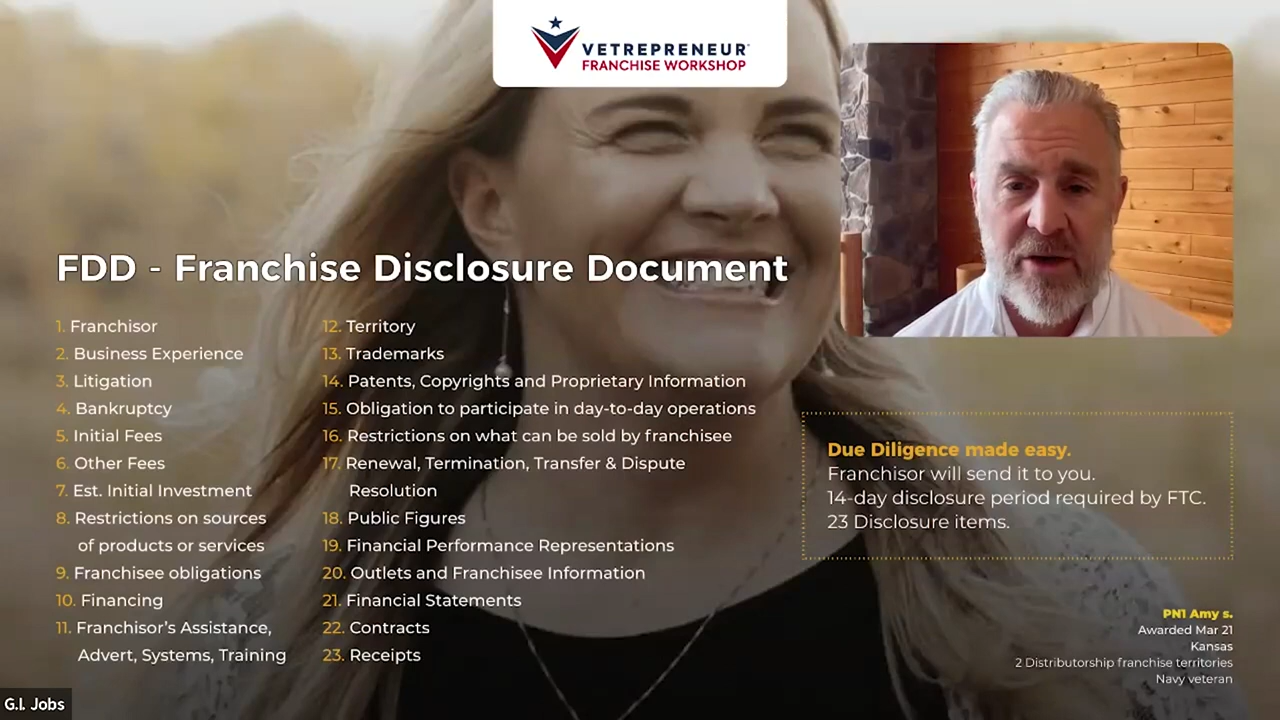 VETREPRENEUR
FRANCHISE WORKSHOP
FDD - Franchise Disclosure Document
1. Franchisor
2. Business Experience
3. Litigation
4. Bankruptcy
5. Initial Fees
6. Other Fees
7. Est. Initial Investment
8. Restrictions on sources
of products or services
9. Franchisee obligations
10. Financing
11. Franchisor's Assistance,
Advert, Systems, Training
12. Territory
13. Trademarks
14. Patents, Copyrights and Proprietary Information
15. Obligation to participate in day-to-day operations
16. Restrictions on what can be sold by franchisee
17. Renewal, Termination, Transfer & Dispute
Resolution
18. Public Figures
19. Financial Performance Representations
20. Outlets and Franchisee Information
21. Financial Statements
22. Contracts
23. Receipts
Due Diligence made easy.
Franchisor will send it to you.
14-day disclosure period required by FTC.
23 Disclosure items.
PN1 Amy s.
Awarded Mar 21
Kansas
2 Distributorship franchise territories
Navy veteran
G.I. Jobs